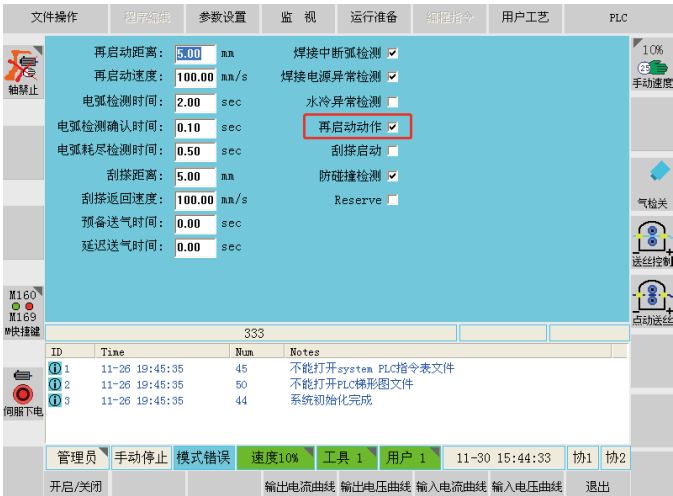 文件操作 程序编辑 参数设置 监 视 运行准备 编程指令 用户工艺 PLC
轴禁止
M160
M169
M快捷键
伺服下电
再启动距离: 5.00 mm 焊接中断弧检测
再启动速度: 100.00 mm/s 焊接电源异常检测
电弧检测时间: 2.00 sec 水冷异常检测
电弧检测确认时间: 0.10 sec 再启动动作
电弧耗尽检测时间: 0.50 sec 刮搽启动
刮搽距离: 5.00 mm 防碰撞检测
刮搽返回速度: 100.00 mm/s Reserve
预备送气时间: 0.00 sec
延迟送气时间: 0.00 sec
10%
25
手动速度
气检关
送丝控制
点动送丝
333
ID Time Num Notes
1 11-26 19:45:35 45 不能打开system PLC指令表文件
2 11-26 19:45:35 50 不能打开PLC梯形图文件
3 11-26 19:45:35 44 系统初始化完成
管理员 手动停止 模式错误 速度10% 工具 1 用户 1 11-30 15:44:33 协1 协2
开启/关闭 输出电流曲线 输出电压曲线 输入电流曲线 输入电压曲线 退出